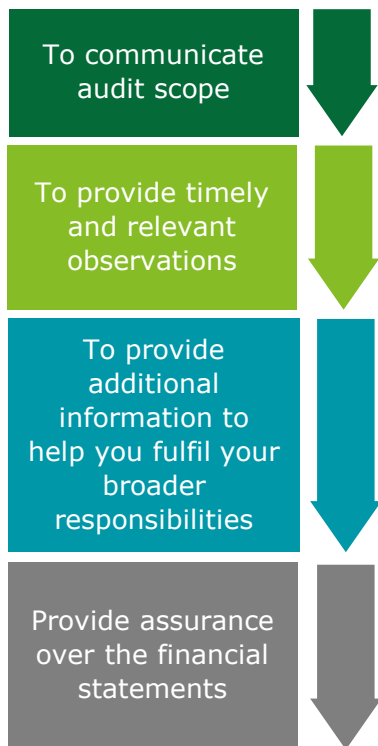 To communicate
audit scope
To provide timely
and relevant
observations
To provide
additional
information to
help you fulfil your
broader
responsibilities
Provide assurance
over the financial
statements